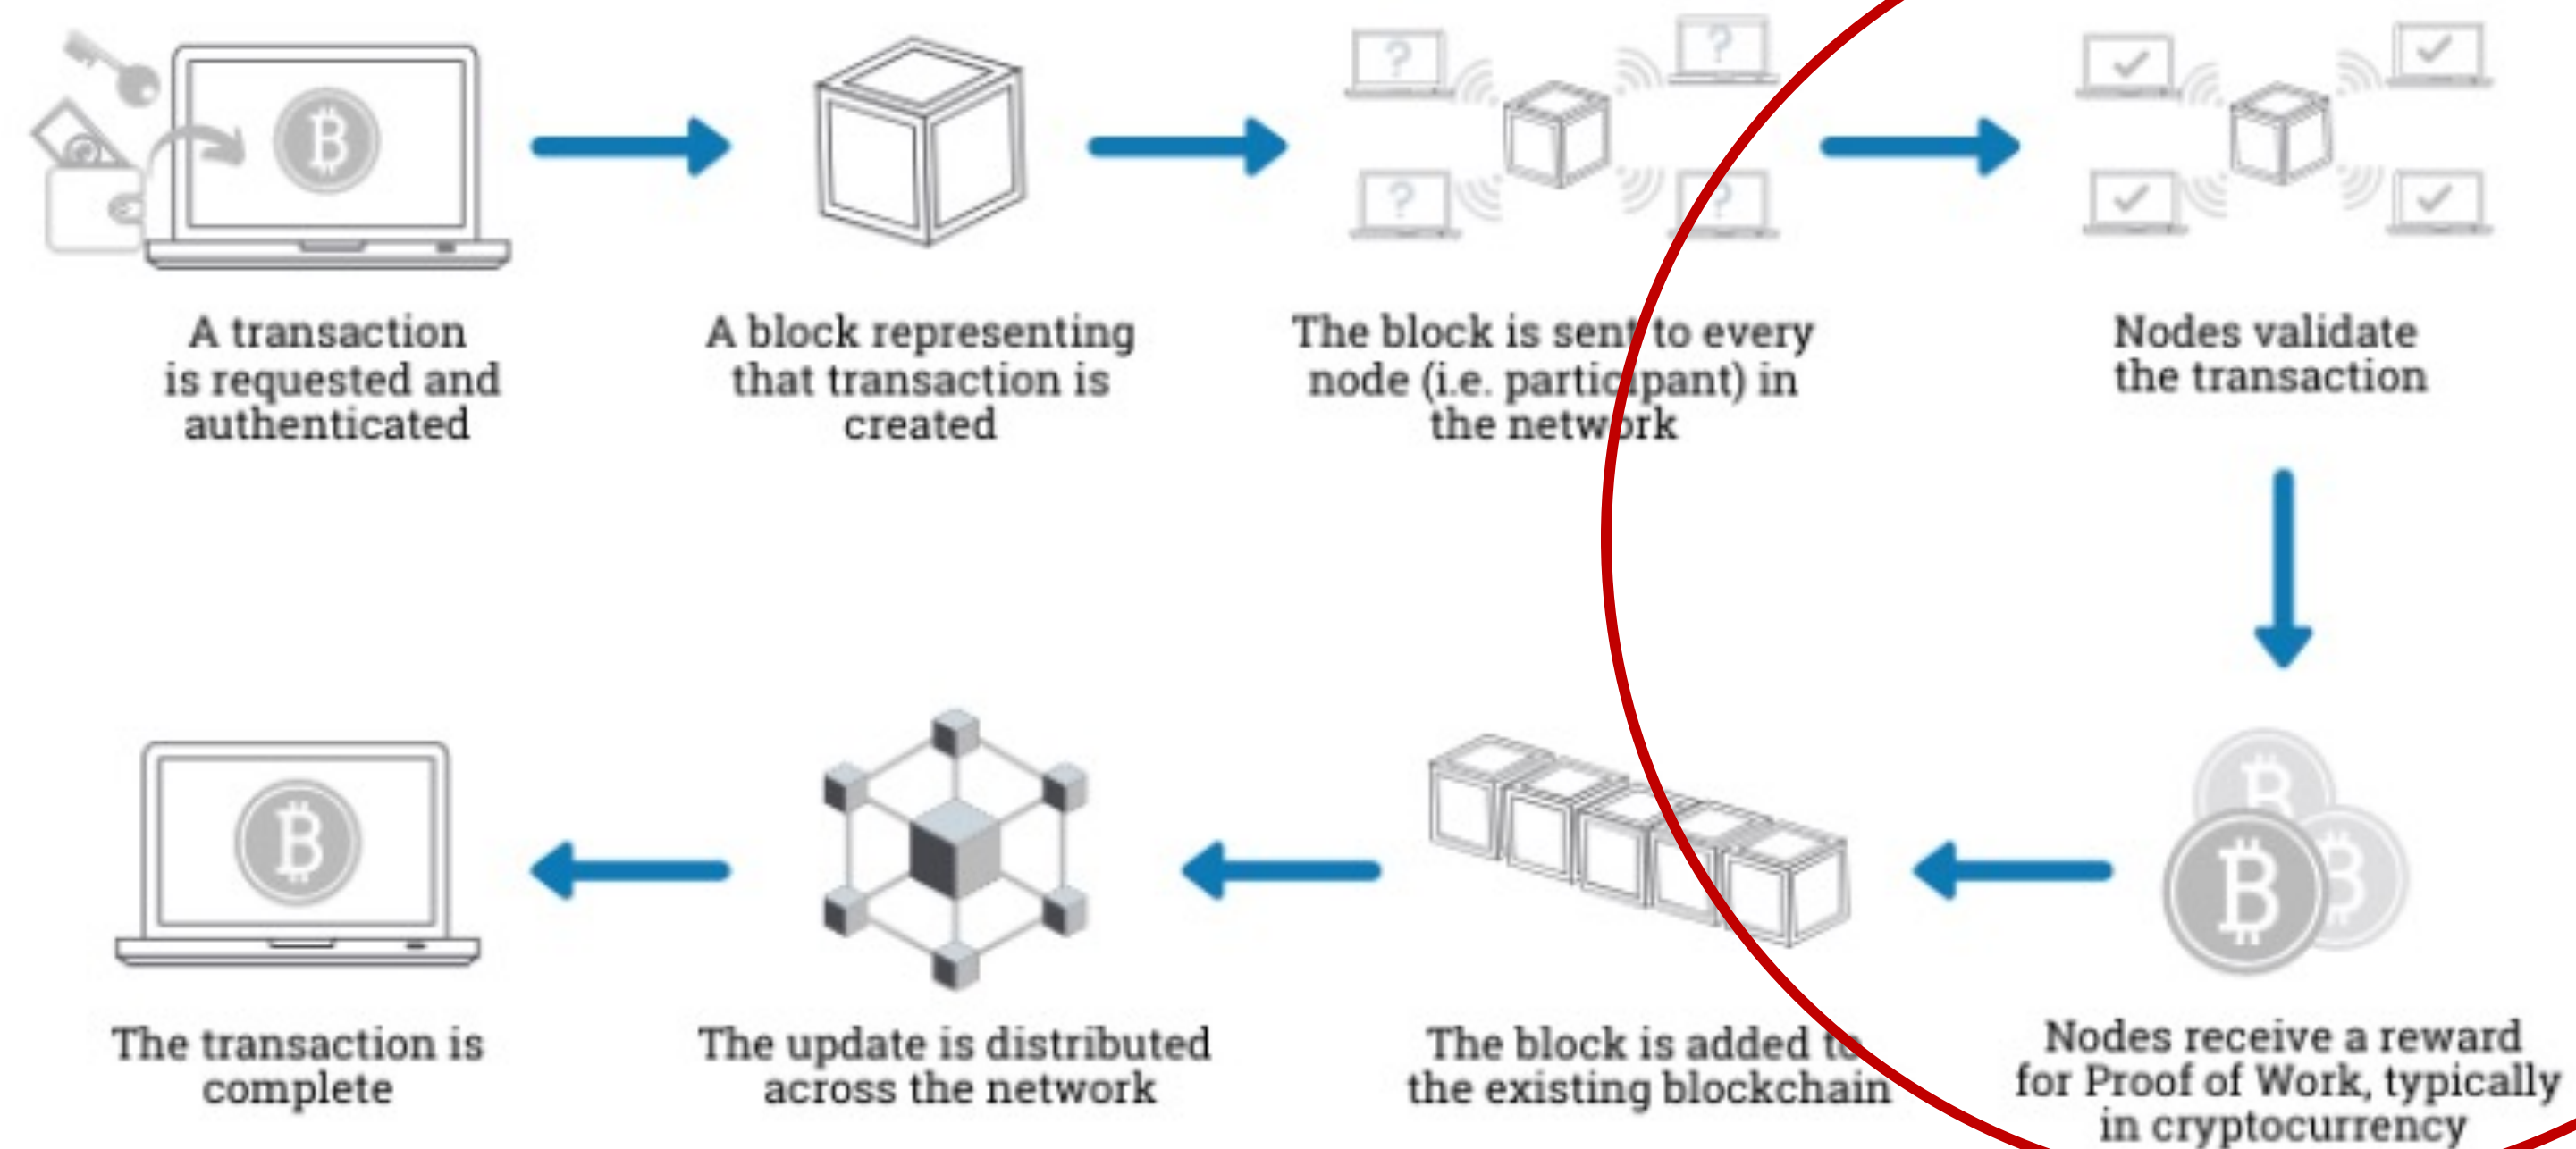 A transaction
is requested and
authenticated
A block representing
that transaction is
created
The block is sent to every
node (i.e. participant) in
the network
Nodes validate
the transaction
Nodes receive a reward
for Proof of Work, typically
in cryptocurrency
The block is added to
the existing blockchain
The update is distributed
across the network
The transaction is
complete